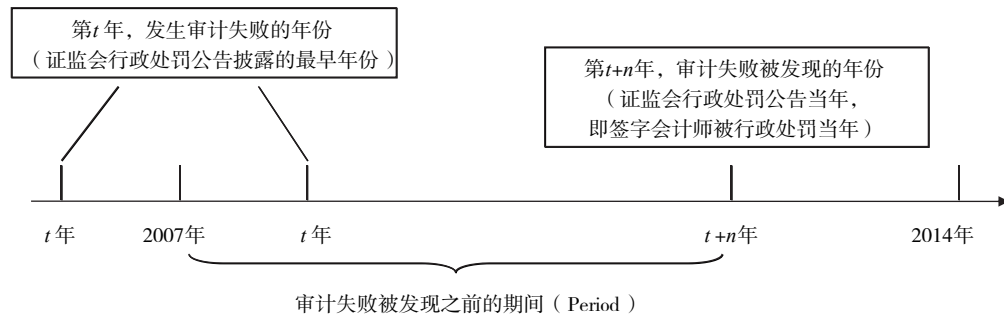 第t年，发生审计失败的年份
（证监会行政处罚公告披露的最早年份）
第t+n年，审计失败被发现的年份
（证监会行政处罚公告当年，
即签字会计师被行政处罚当年）
t年 2007年 t年 t+n年 2014年
审计失败被发现之前的期间（Period）